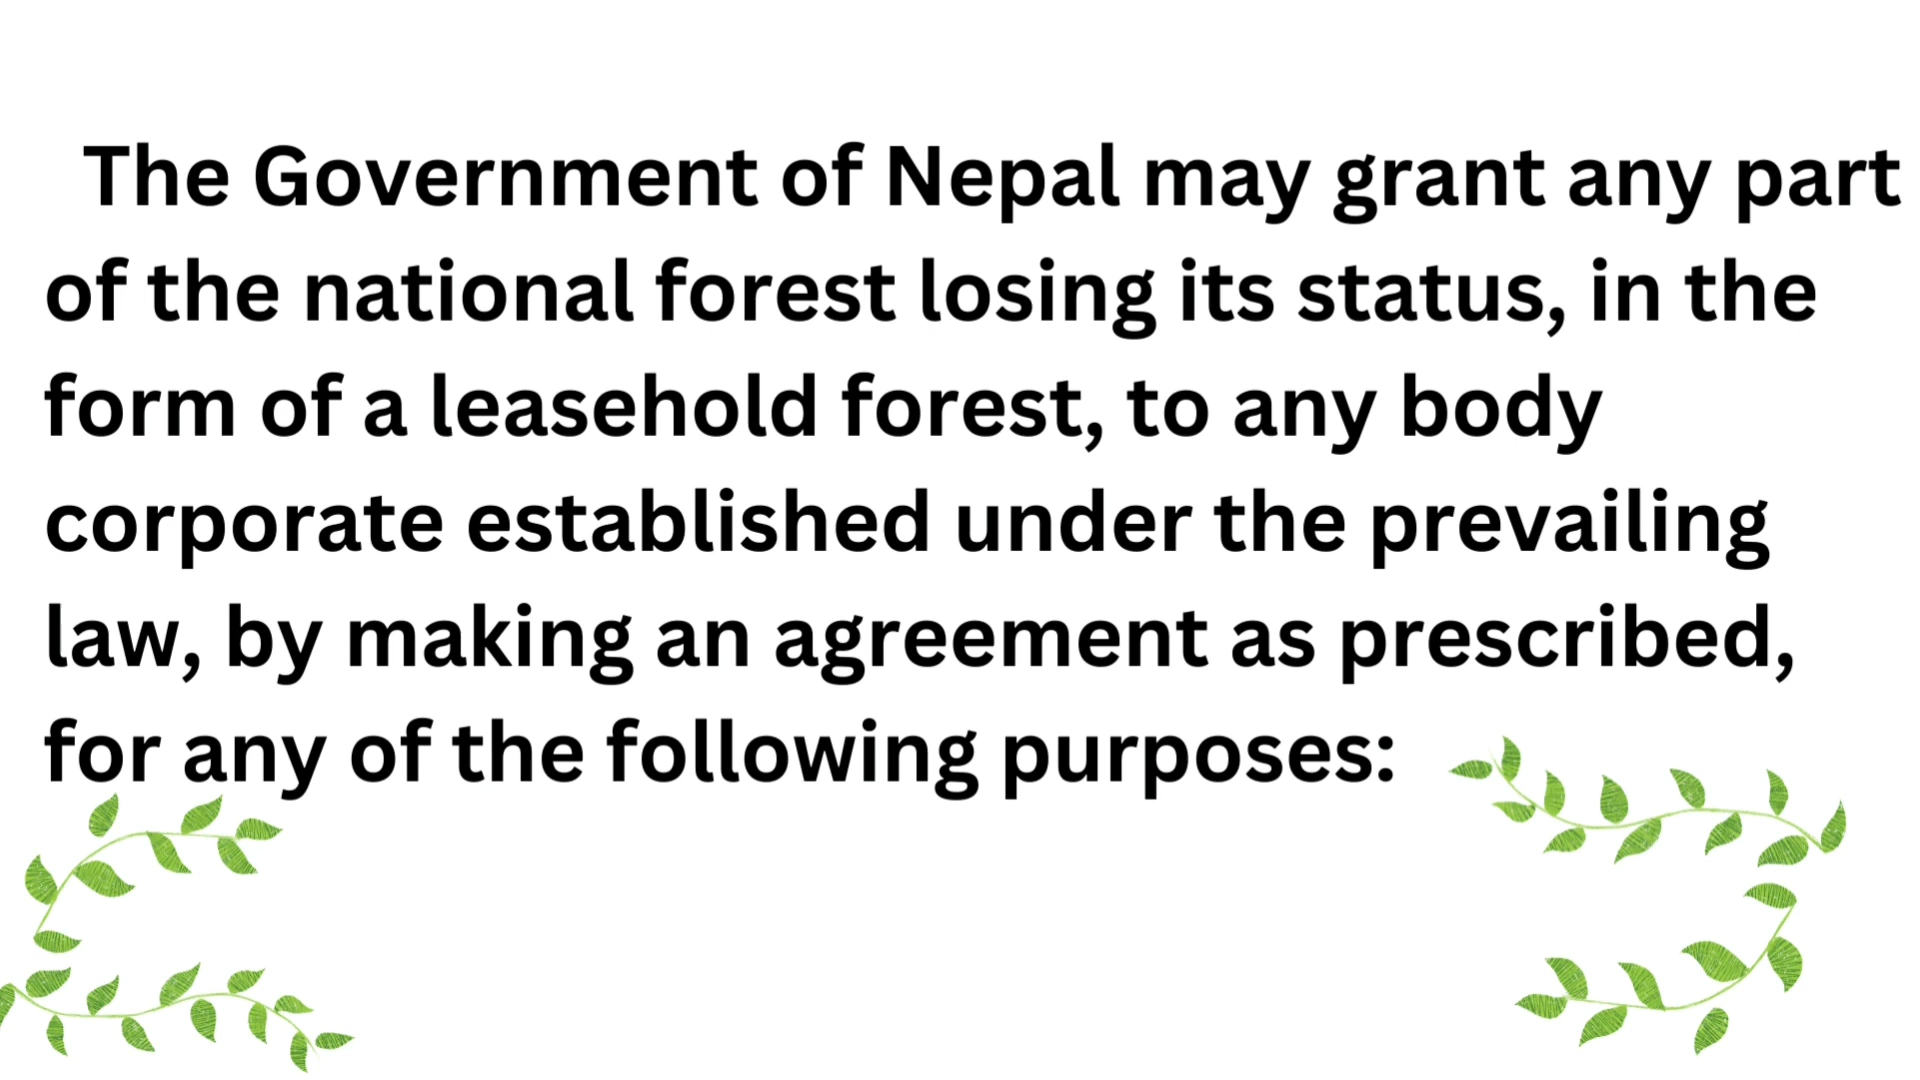 The Government of Nepal may grant any part
of the national forest losing its status, in the
form of a leasehold forest, to any body
corporate established under the prevailing
law, by making an agreement as prescribed,
for any of the following purposes: